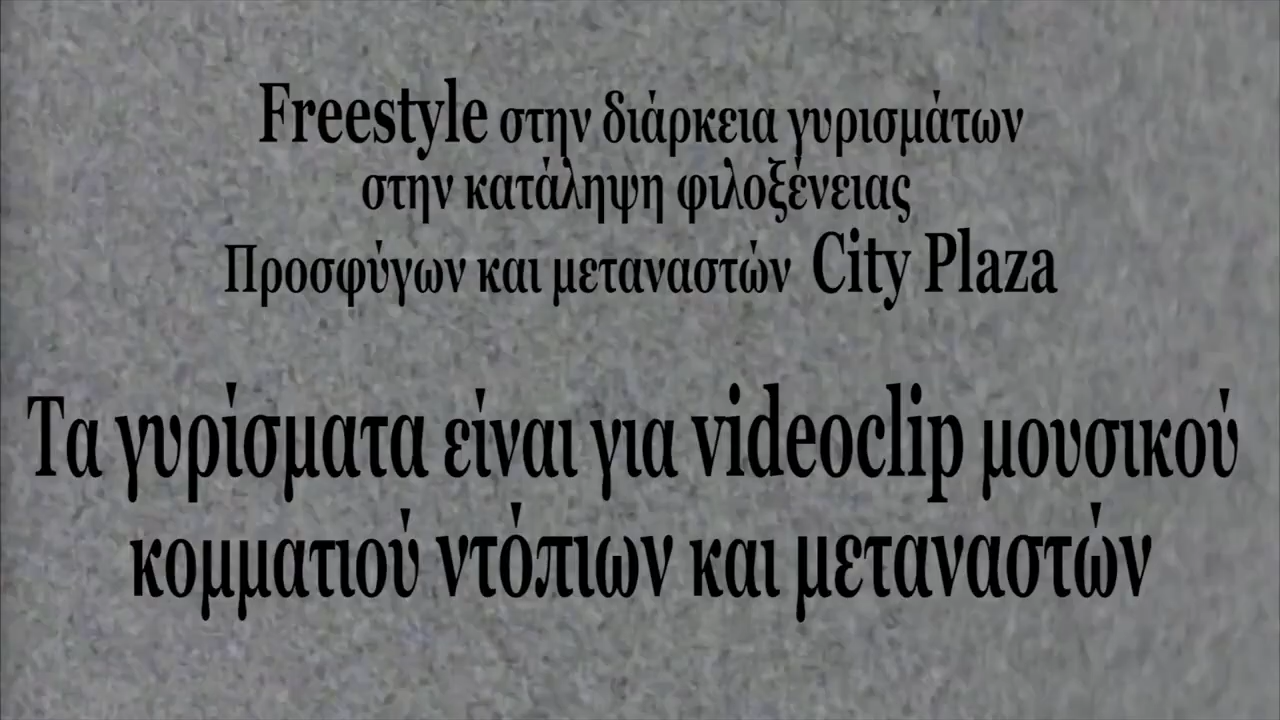 Freestyle στην διάρκεια γυρισμάτων
στην κατάληψη φιλοξένειας
Προσφύγων και μεταναστών City Plaza
Τα γυρίσματα είναι για videoclip μουσικού
κομματιού ντόπιων και μεταναστών